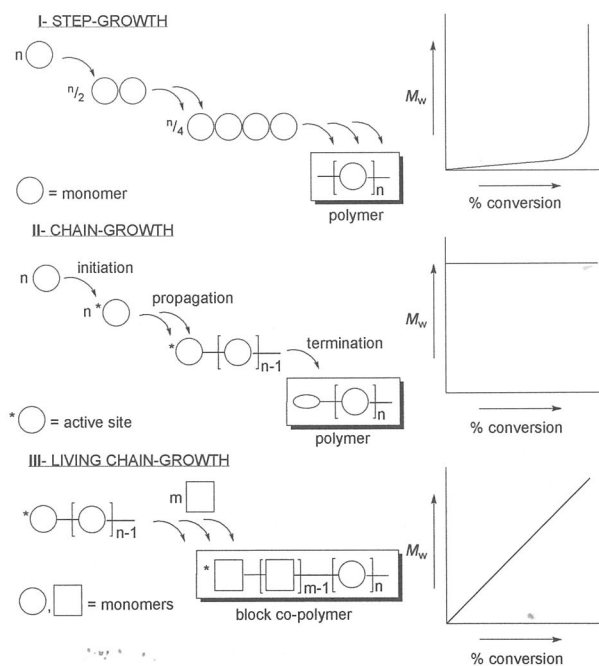 I- STEP-GROWTH
n
n/2
n/4
n
= monomer
polymer
Mw
% conversion
II- CHAIN-GROWTH
n
initiation
n *
propagation
*
n-1
termination
n
* = active site
polymer
Mw
% conversion
III- LIVING CHAIN-GROWTH
*
n-1
m
*
m-1
n
, = monomers
block co-polymer
Mw
% conversion